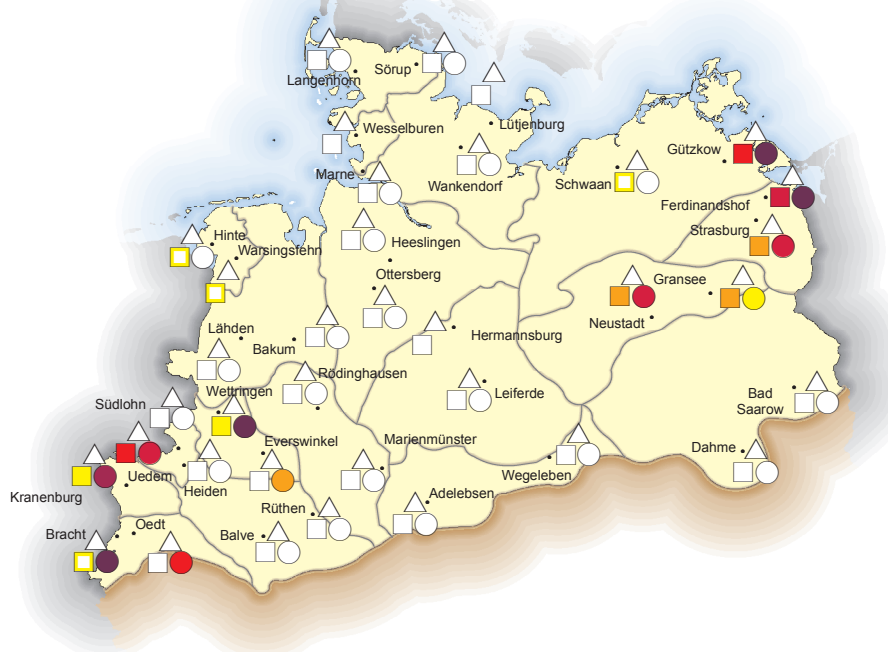 Langenhorn
Sörup
Wesselburen
Lütjenburg
Marne
Wankendorf
Gützkow
Schwaan
Ferdinandshof
Strasburg
Hinte
Warsingsfehn
Heeslingen
Ottersberg
Gransee
Neustadt
Lähden
Bakum
Hermannsburg
Rödinghausen
Wettringen
Leiferde
Bad
Saarow
Südlohn
Everswinkel
Marienmünster
Dahme
Wegeleben
Uedem
Heiden
Kranenburg
Adelebsen
Rüthen
Oedt
Bracht
Balve